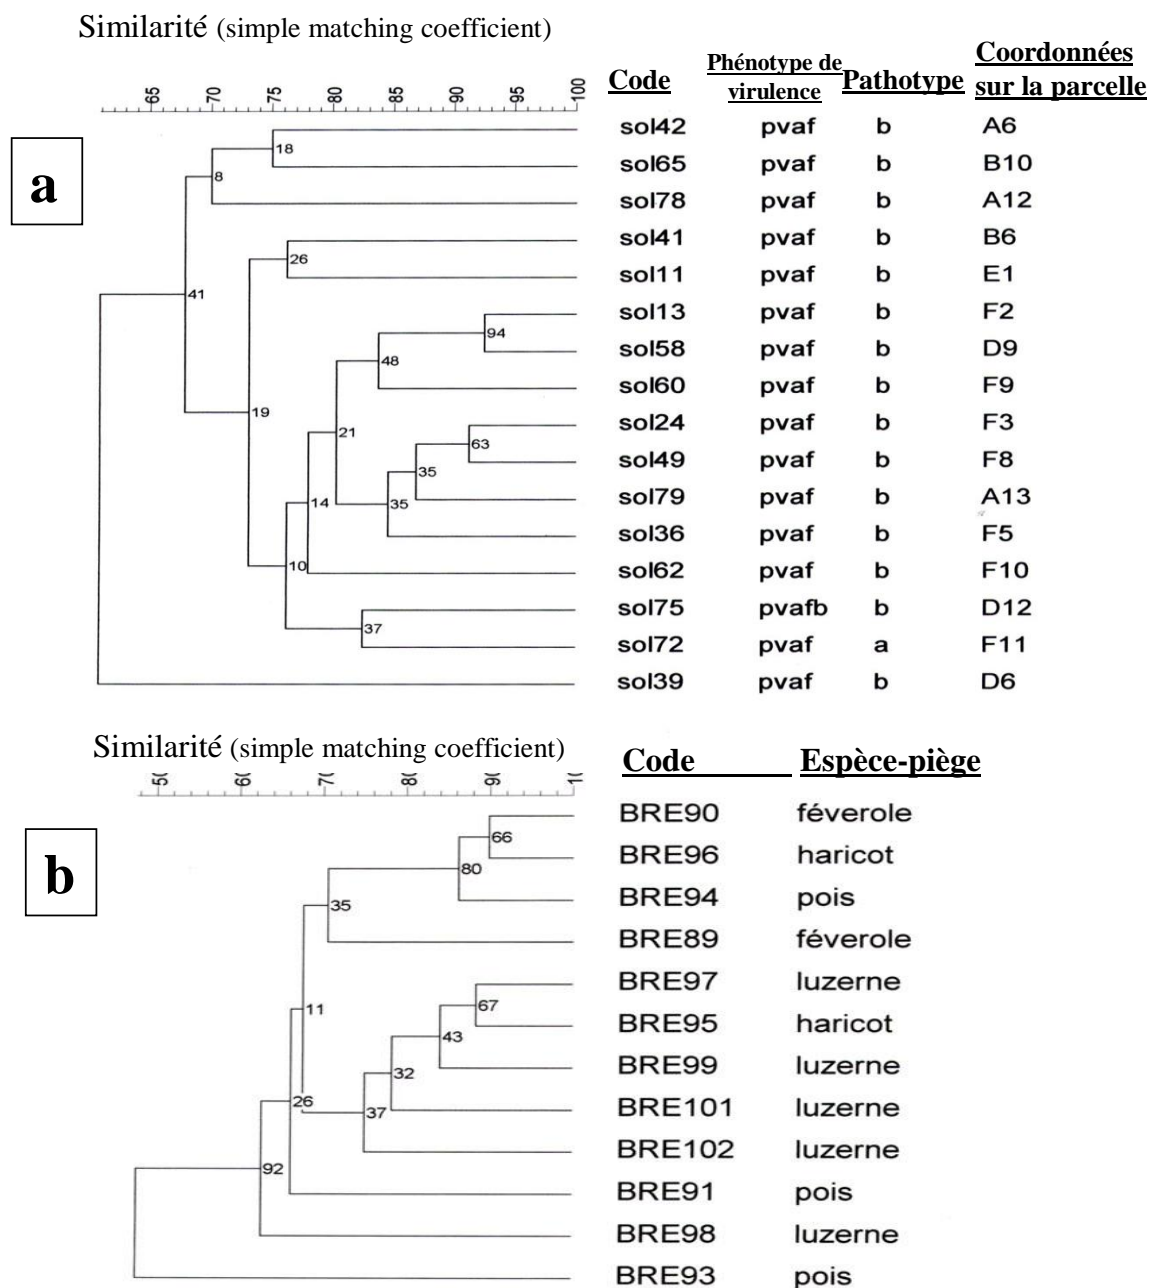 Similarité (simple matching coefficient)
65 70 75 80 85 90 95 100
Code Phénotype de virulence Pathotype Coordonnées sur la parcelle
a
sol42 pvaf b A6
18
sol65 pvaf b B10
8
sol78 pvaf b A12
sol41 pvaf b B6
26
sol11 pvaf b E1
41
sol13 pvaf b F2
94
sol58 pvaf b D9
48
sol60 pvaf b F9
19
sol24 pvaf b F3
21
63
sol49 pvaf b F8
35
sol79 pvaf b A13
14 35
sol36 pvaf b F5
10
sol62 pvaf b F10
sol75 pvafb b D12
37
sol72 pvaf a F11
sol39 pvaf b D6
Similarité (simple matching coefficient)
Code Espèce-piège
b
BRE90 féverole
66
BRE96 haricot
80
BRE94 pois
35
BRE89 féverole
BRE97 luzerne
67
11
BRE95 haricot
43
BRE99 luzerne
32
26
BRE101 luzerne
37
BRE102 luzerne
92
BRE91 pois
BRE98 luzerne
BRE93 pois